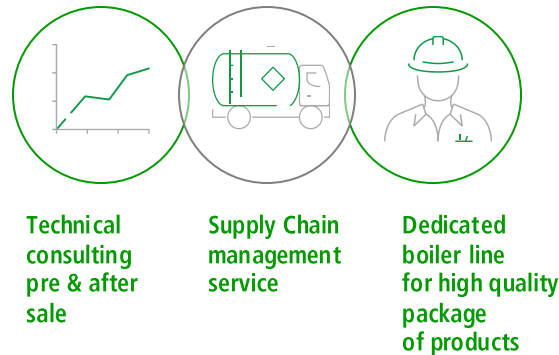 Technical
consulting
pre & after
sale
Supply Chain
management
service
Dedicated
boiler line
for high quality
package
of products